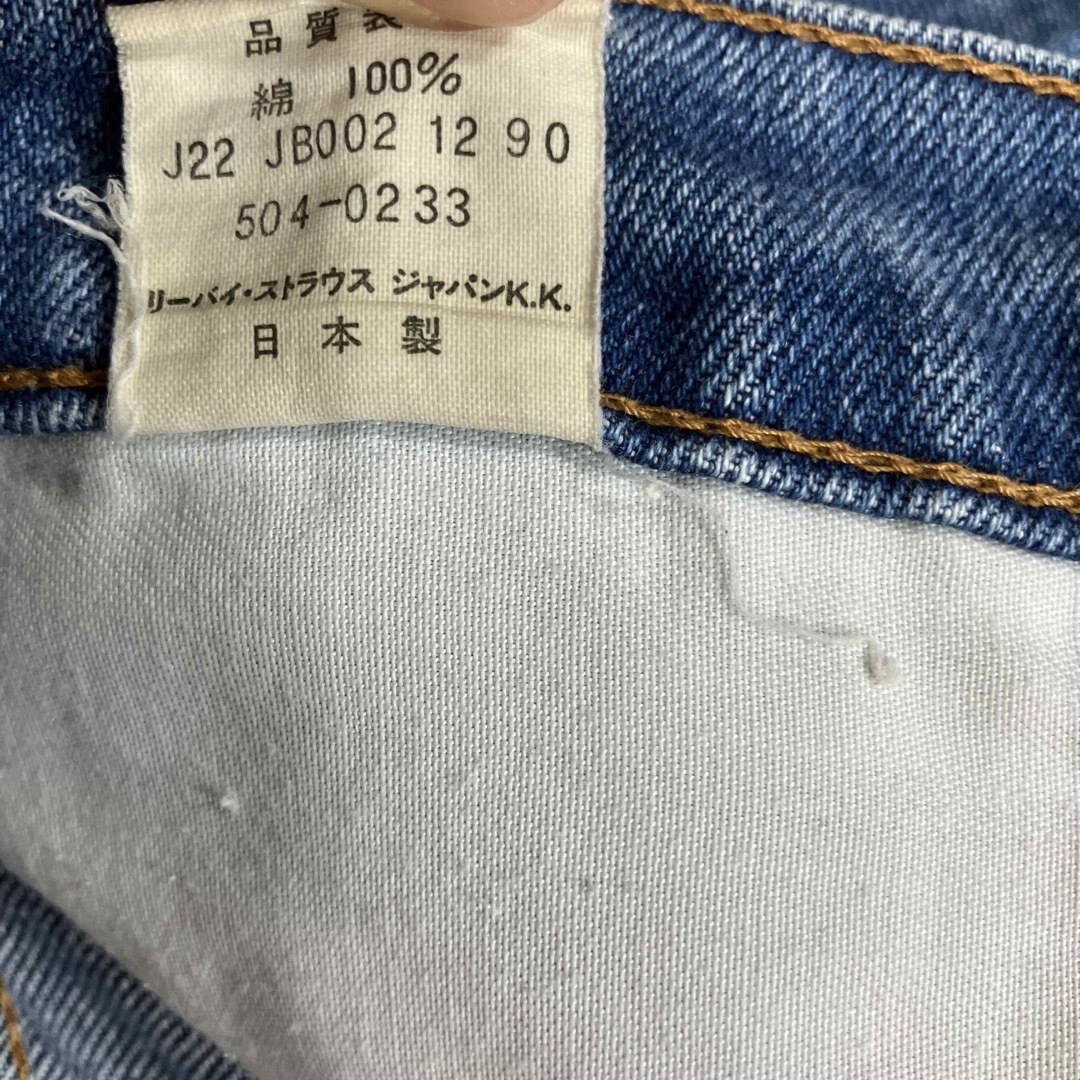 品質表
綿 100%
J22 JB002 12 90
504-0233
リーバイ・ストラウス ジャパンK.K.
日本製